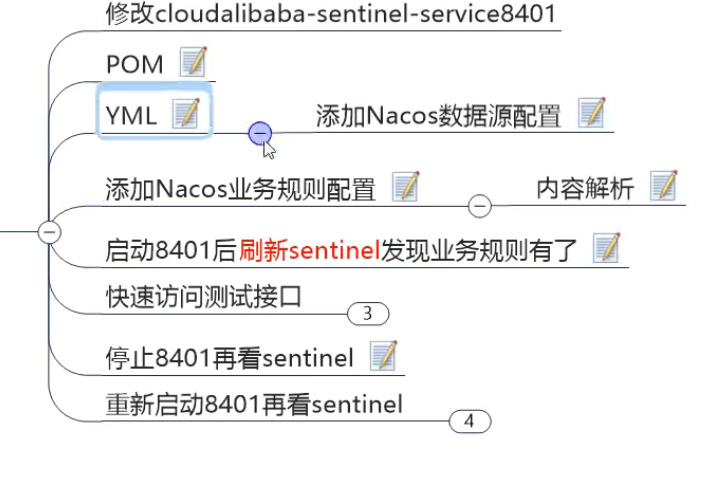 修改cloudalibaba-sentinel-service8401
POM
YML
添加Nacos数据源配置
添加Nacos业务规则配置
内容解析
启动8401后刷新sentinel发现业务规则有了
快速访问测试接口
3
停止8401再看sentinel
重新启动8401再看sentinel
4